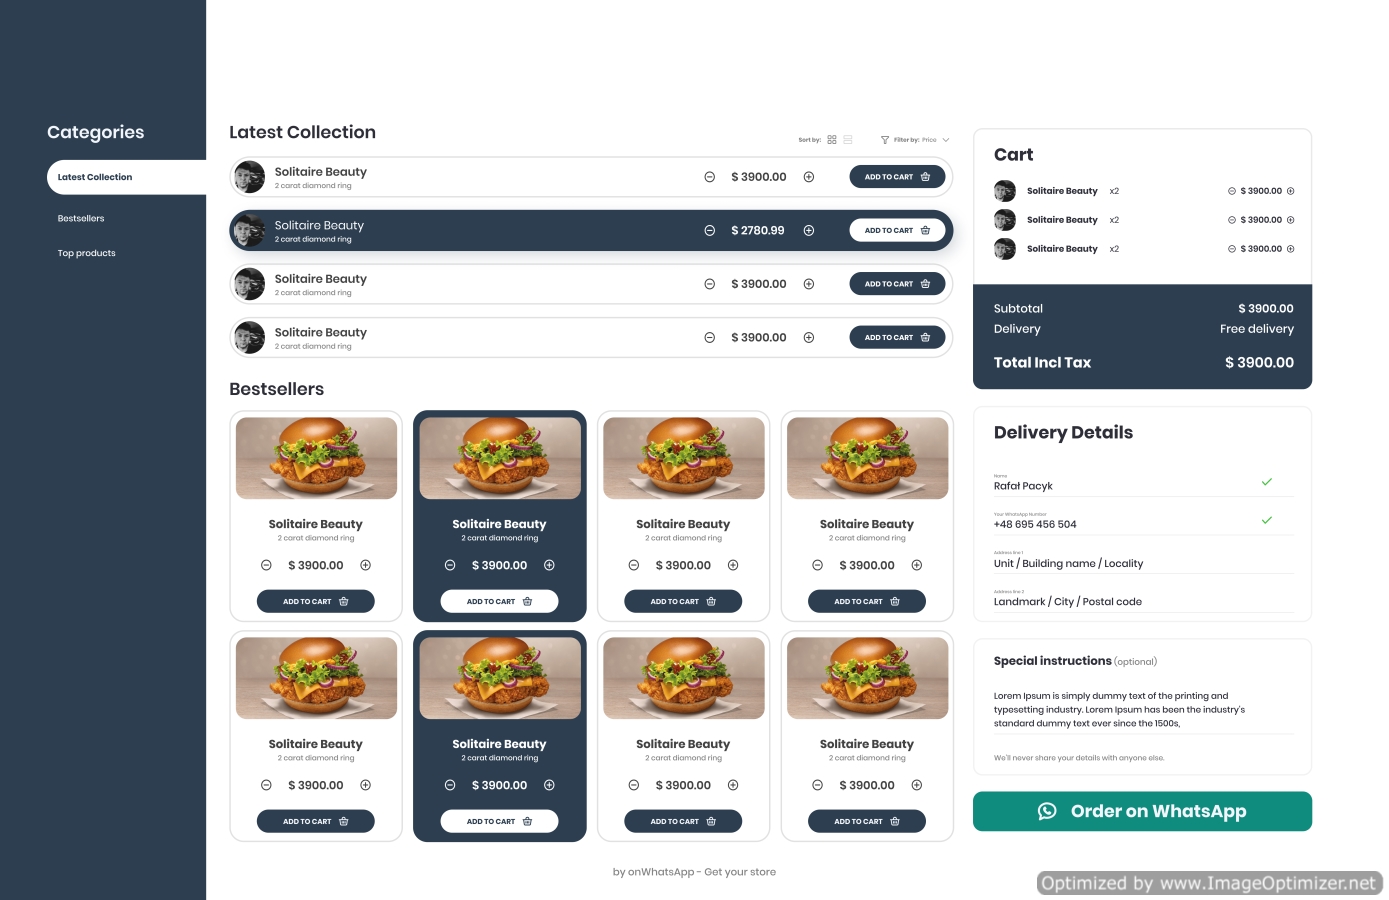 Categories
Latest Collection
Bestsellers
Top products
Latest Collection
Sort by:
Filter by: Price
Solitaire Beauty
2 carat diamond ring
$ 3900.00
ADD TO CART
Solitaire Beauty
2 carat diamond ring
$ 2780.99
ADD TO CART
Solitaire Beauty
2 carat diamond ring
$ 3900.00
ADD TO CART
Solitaire Beauty
2 carat diamond ring
$ 3900.00
ADD TO CART
Bestsellers
Solitaire Beauty
2 carat diamond ring
$ 3900.00
ADD TO CART
Solitaire Beauty
2 carat diamond ring
$ 3900.00
ADD TO CART
Solitaire Beauty
2 carat diamond ring
$ 3900.00
ADD TO CART
Solitaire Beauty
2 carat diamond ring
$ 3900.00
ADD TO CART
Solitaire Beauty
2 carat diamond ring
$ 3900.00
ADD TO CART
Solitaire Beauty
2 carat diamond ring
$ 3900.00
ADD TO CART
Solitaire Beauty
2 carat diamond ring
$ 3900.00
ADD TO CART
Solitaire Beauty
2 carat diamond ring
$ 3900.00
ADD TO CART
by onWhatsApp - Get your store
Cart
Solitaire Beauty x2 $ 3900.00
Solitaire Beauty x2 $ 3900.00
Solitaire Beauty x2 $ 3900.00
Subtotal $ 3900.00
Delivery Free delivery
Total Incl Tax $ 3900.00
Delivery Details
Name
Rafał Pacyk
Your WhatsApp Number
+48 695 456 504
Address line 1
Unit / Building name / Locality
Address line 2
Landmark / City / Postal code
Special instructions (optional)
Lorem Ipsum is simply dummy text of the printing and
typesetting industry. Lorem Ipsum has been the industry's
standard dummy text ever since the 1500s,
We'll never share your details with anyone else.
Order on WhatsApp
Optimized by www.ImageOptimizer.net